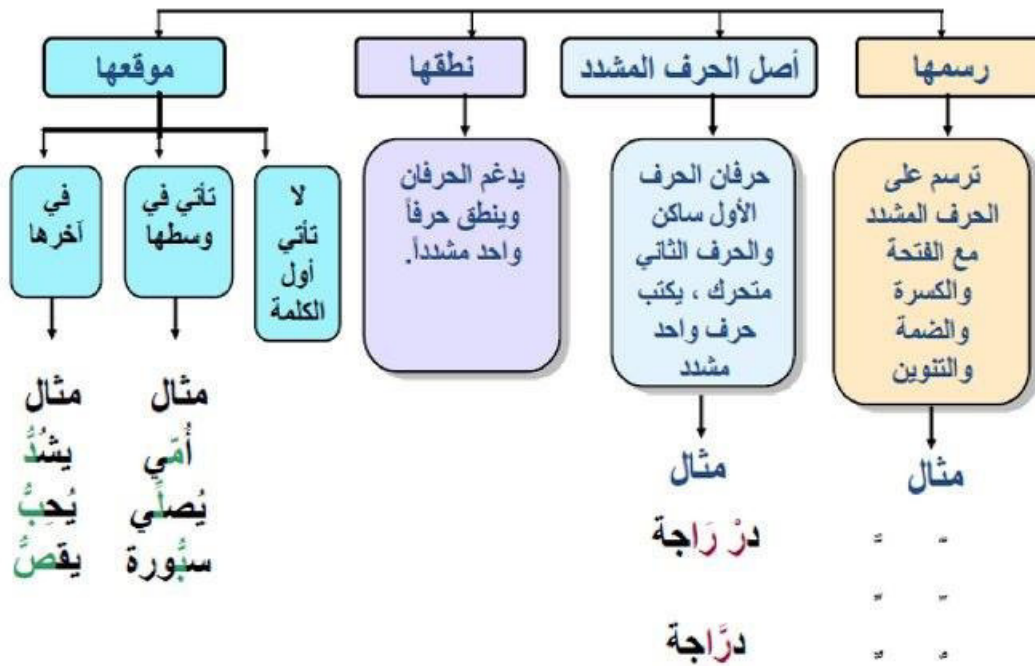 رسمها
ترسم على
الحرف المشدد
مع الفتحة
والكسرة
والضمة
والتنوين
مثال
أصل الحرف المشدد
حرفان الحرف
الأول ساكن
والحرف الثاني
متحرك ، يكتب
حرف واحد
مشدد
مثال
درْ رَاجة
درَّاجة
نطقها
يدغم الحرفان
وينطق حرفاً
واحد مشدداً.
موقعها
لا
تأتي
أول
الكلمة
تأتي في
وسطها
مثال
أُمّي
يُصلِّي
سبُّورة
في
آخرها
مثال
يشُدُّ
يُحِبُّ
يقصُّ